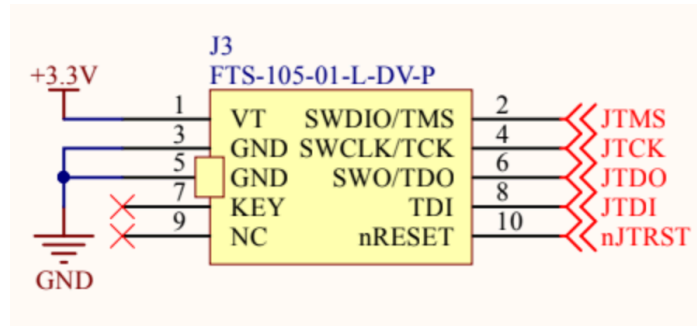 J3
FTS-105-01-L-DV-P
+3.3V
1 VT SWDIO/TMS 2 JTMS
3 GND SWCLK/TCK 4 JTCK
5 GND SWO/TDO 6 JTDO
7 KEY TDI 8 JTDI
9 NC nRESET 10 nJTRST
GND